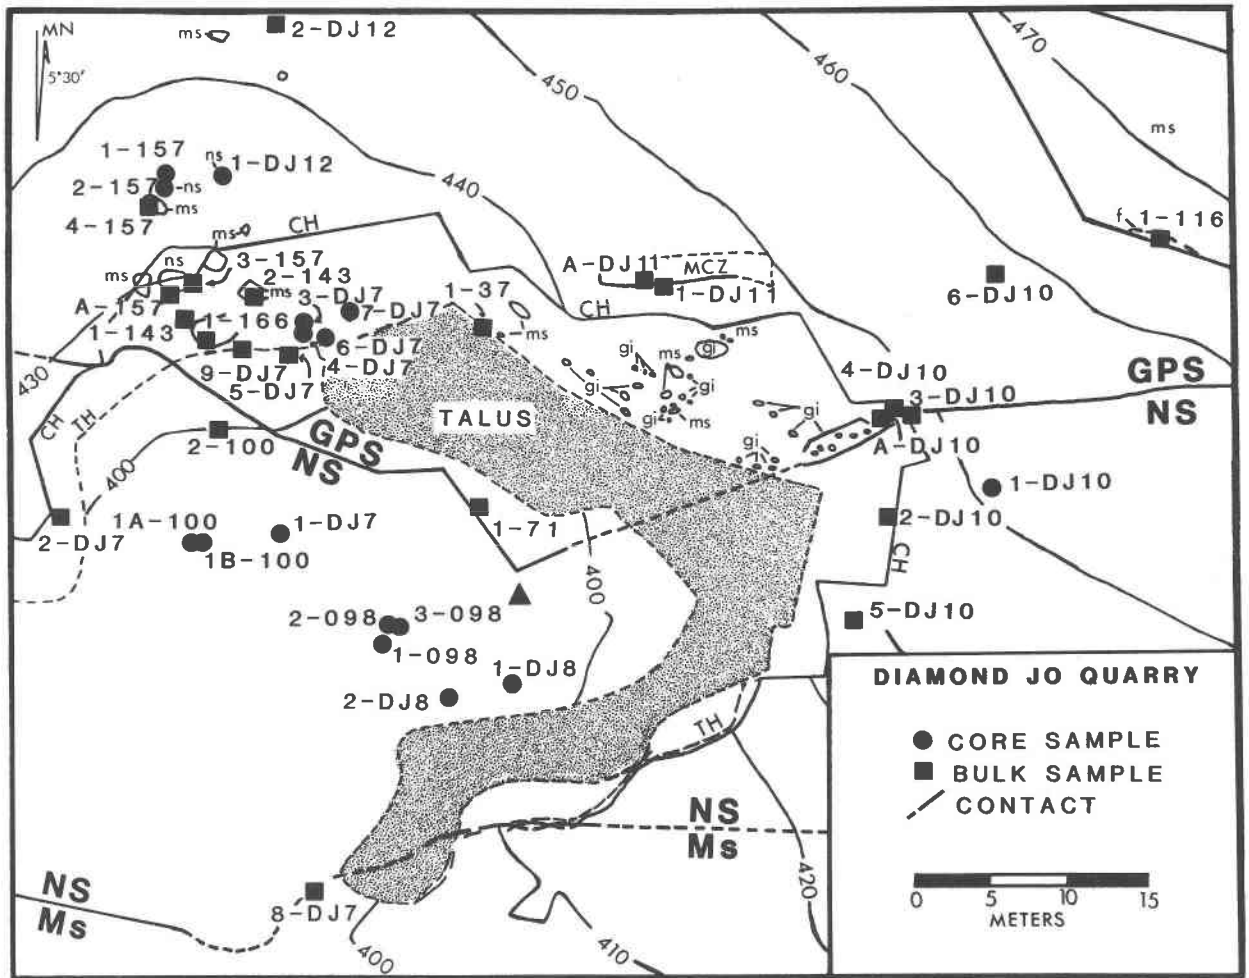 MN
5°30'
ms
2-DJ12
450
460
470
ms
1-157
ns
1-DJ12
2-157
-ns
ms
4-157
440
CH
ms
f
1-116
ns
3-157
ms
2-143
ms
A-157
3-DJ7
7-DJ7
1-37
A-DJ11
MCZ
1-DJ11
6-DJ10
CH
1-143
1-166
6-DJ7
ms
ms
gi
gi
ms
gi
gi
4-DJ10
GPS
NS
430
9-DJ7
4-DJ7
5-DJ7
3-DJ10
gi
ms
gi
CH
TH
TALUS
2-100
GPS
NS
gi
A-DJ10
400
1-DJ10
1A-100
1-DJ7
1-71
2-DJ10
2-DJ7
1B-100
CH
400
2-098
3-098
5-DJ10
1-098
1-DJ8
2-DJ8
TH
DIAMOND JO QUARRY
CORE SAMPLE
BULK SAMPLE
CONTACT
NS
Ms
420
0 5 10 15
METERS
NS
Ms
8-DJ7
400
410